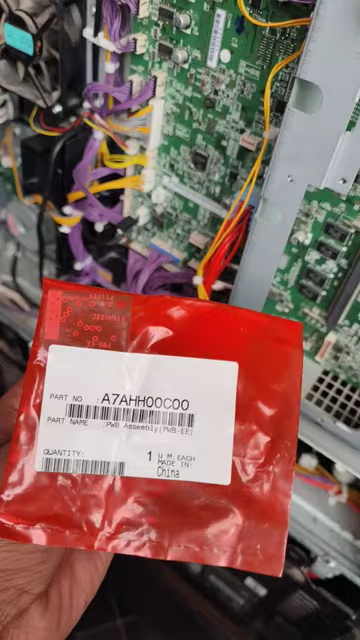 PART NO :A7AHH00C00
PART NAME :PWB Assembly(PWB-EE)
QUANTITY: 1 U M:EACH
MADE IN:
China